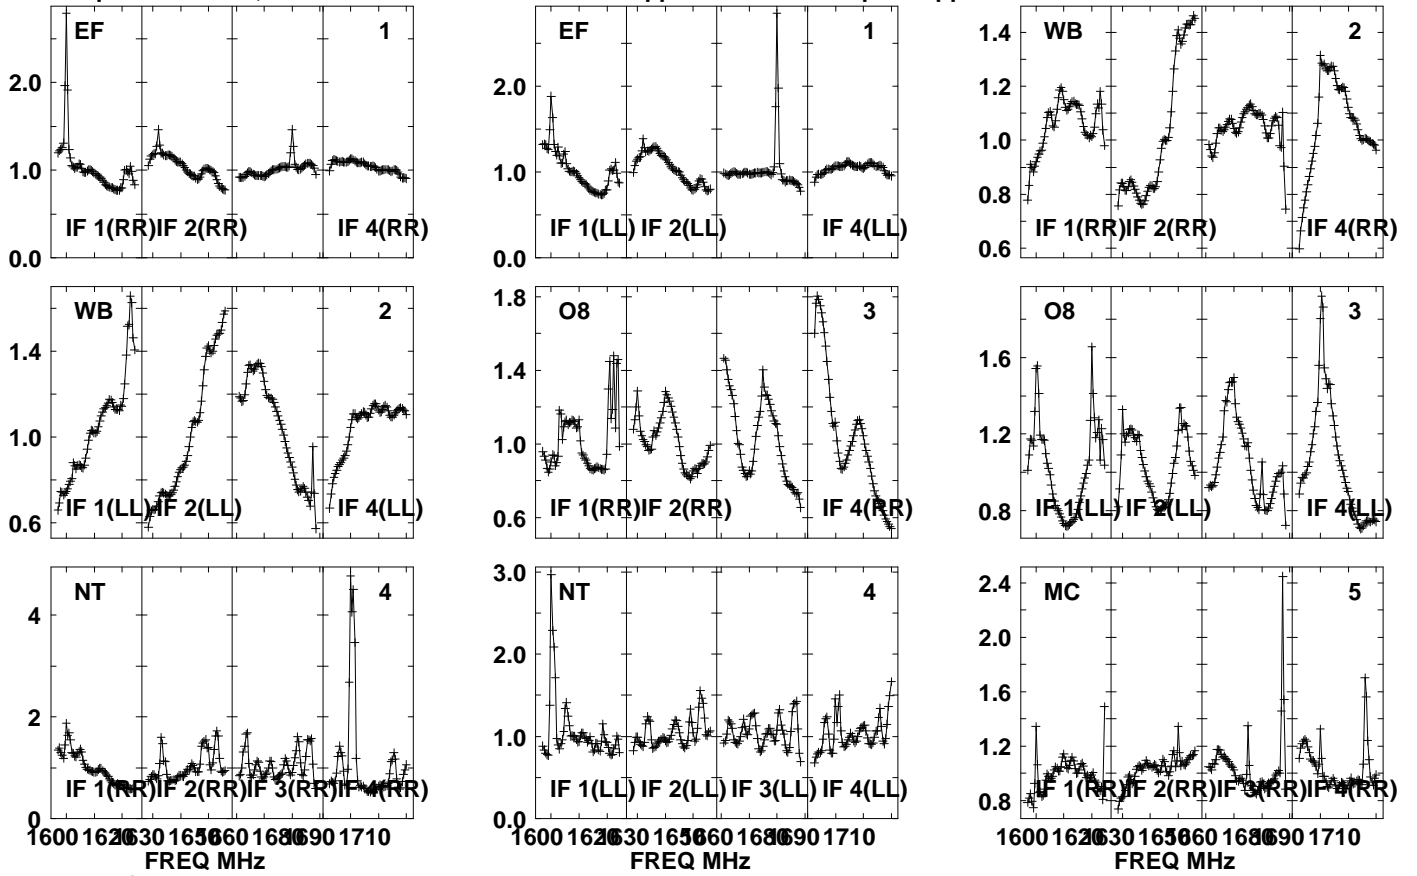 EF 1 EF 1 WB 2
2.0 2.0 1.4
1.2
1.0 1.0 1.0
0.8
IF 1(RR) IF 2(RR) IF 4(RR) IF 1(LL) IF 2(LL) IF 4(LL) IF 1(RR) IF 2(RR) IF 4(RR)
0.0 0.0 0.6
WB 2 O8 3 O8 3
1.8
1.4 1.4 1.6
1.0 1.0 1.2
0.6 0.6 0.8
IF 1(LL) IF 2(LL) IF 4(LL) IF 1(RR) IF 2(RR) IF 4(RR) IF 1(LL) IF 2(LL) IF 4(LL)
NT 4 NT 4 MC 5
4 3.0 2.4
2 2.0 2.0
1.6
1.0 1.2
0 0.0 0.8
IF 1(RR) IF 2(RR) IF 3(RR) IF 4(RR) IF 1(LL) IF 2(LL) IF 3(LL) IF 4(LL) IF 1(RR) IF 2(RR) IF 3(RR) IF 4(RR)
1600 1620 1630 1650 1660 1690 1710 1600 1620 1630 1650 1660 1690 1710 1600 1620 1630 1650 1660 1690 1710
FREQ MHz FREQ MHz FREQ MHz